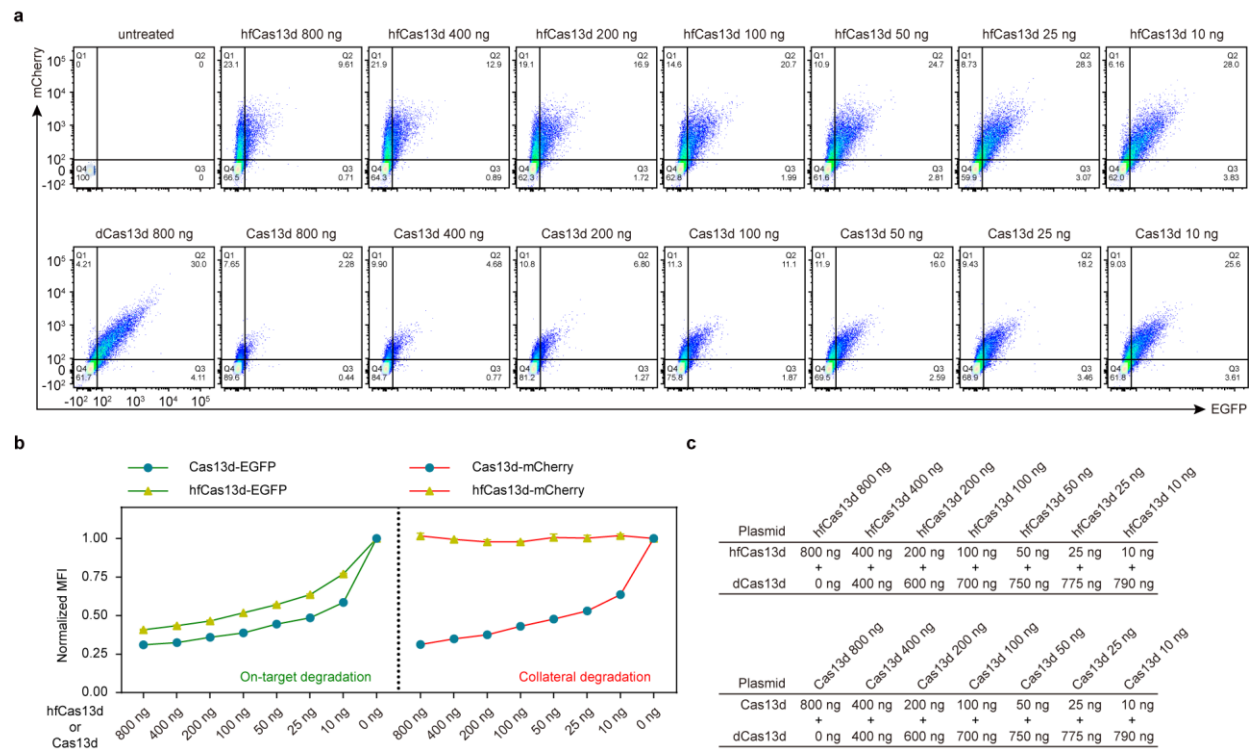 a
untreated
hfCas13d 800 ng
hfCas13d 400 ng
hfCas13d 200 ng
hfCas13d 100 ng
hfCas13d 50 ng
hfCas13d 25 ng
hfCas13d 10 ng
mCherry
10⁵
10⁴
10³
10²
0
-10²
Q1 0
Q2 0
Q4 100
Q3 0
Q1 23.1
Q2 9.61
Q4 66.5
Q3 0.71
Q1 21.9
Q2 12.9
Q4 64.3
Q3 0.89
Q1 19.1
Q2 16.9
Q4 62.3
Q3 1.72
Q1 14.6
Q2 20.7
Q4 62.8
Q3 1.99
Q1 10.9
Q2 24.7
Q4 61.6
Q3 2.81
Q1 8.73
Q2 28.3
Q4 59.9
Q3 3.07
Q1 6.16
Q2 28.0
Q4 62.0
Q3 3.83
dCas13d 800 ng
Cas13d 800 ng
Cas13d 400 ng
Cas13d 200 ng
Cas13d 100 ng
Cas13d 50 ng
Cas13d 25 ng
Cas13d 10 ng
10⁵
10⁴
10³
10²
0
-10²
Q1 4.21
Q2 30.0
Q4 61.7
Q3 4.11
Q1 7.65
Q2 2.28
Q4 89.6
Q3 0.44
Q1 9.90
Q2 4.68
Q4 84.7
Q3 0.77
Q1 10.8
Q2 6.80
Q4 81.2
Q3 1.27
Q1 11.3
Q2 11.1
Q4 75.8
Q3 1.87
Q1 11.9
Q2 16.0
Q4 69.5
Q3 2.59
Q1 9.43
Q2 18.2
Q4 68.9
Q3 3.46
Q1 9.03
Q2 25.6
Q4 61.8
Q3 3.61
-10² 10² 10³ 10⁴ 10⁵
EGFP
b
Cas13d-EGFP
hfCas13d-EGFP
Cas13d-mCherry
hfCas13d-mCherry
Normalized MFI
1.00
0.75
0.50
0.25
0.00
On-target degradation
Collateral degradation
hfCas13d
or
Cas13d
800 ng 400 ng 200 ng 100 ng 50 ng 25 ng 10 ng 0 ng
800 ng 400 ng 200 ng 100 ng 50 ng 25 ng 10 ng 0 ng
c
Plasmid hfCas13d 800 ng hfCas13d 400 ng hfCas13d 200 ng hfCas13d 100 ng hfCas13d 50 ng hfCas13d 25 ng hfCas13d 10 ng
hfCas13d 800 ng 400 ng 200 ng 100 ng 50 ng 25 ng 10 ng
+ + + + + + +
dCas13d 0 ng 400 ng 600 ng 700 ng 750 ng 775 ng 790 ng
Plasmid Cas13d 800 ng Cas13d 400 ng Cas13d 200 ng Cas13d 100 ng Cas13d 50 ng Cas13d 25 ng Cas13d 10 ng
Cas13d 800 ng 400 ng 200 ng 100 ng 50 ng 25 ng 10 ng
+ + + + + + +
dCas13d 0 ng 400 ng 600 ng 700 ng 750 ng 775 ng 790 ng